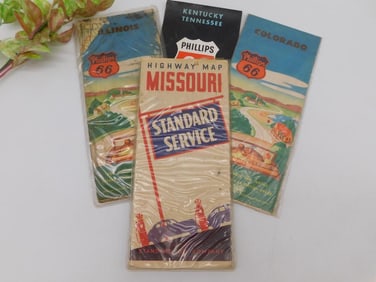 ILLINOIS
Phillips
66
KENTUCKY
TENNESSEE
PHILLIPS
COLORADO
Phillips
66
HIGHWAY MAP
MISSOURI
STANDARD
SERVICE